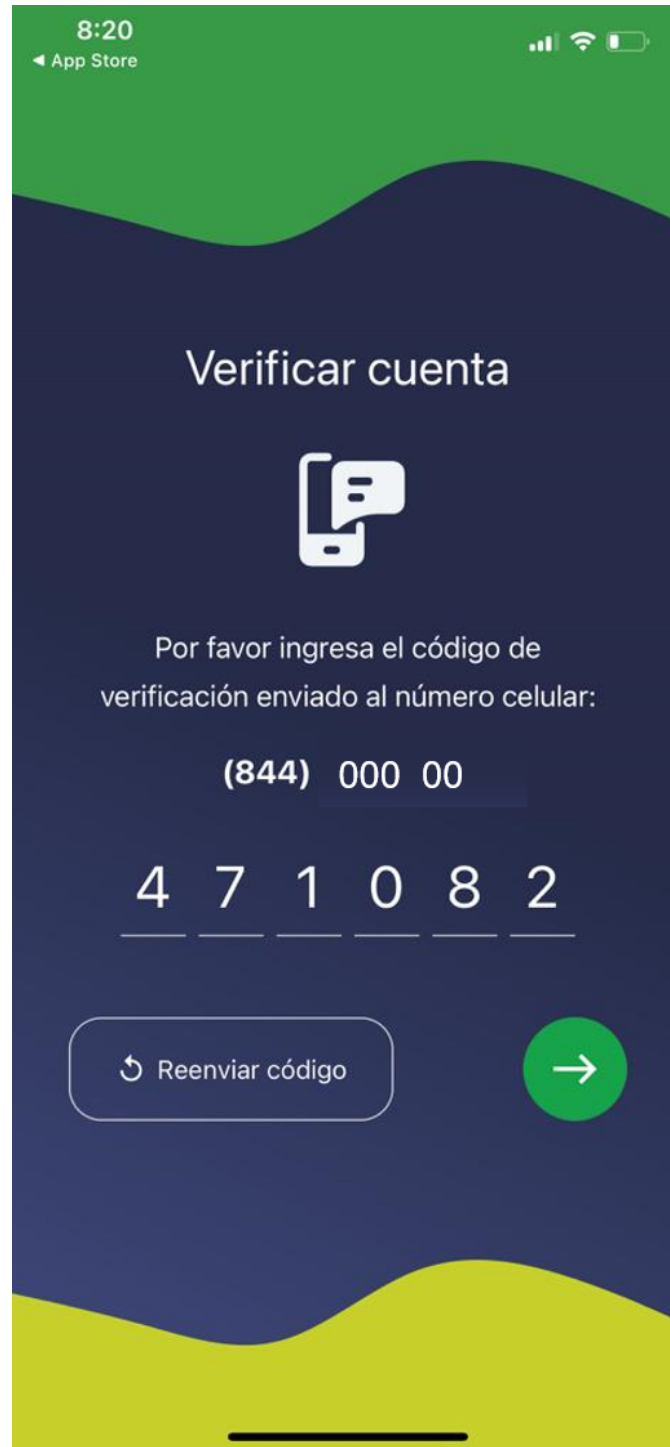 8:20
◀ App Store
Verificar cuenta
Por favor ingresa el código de
verificación enviado al número celular:
(844) 000 00
4 7 1 0 8 2
Reenviar código